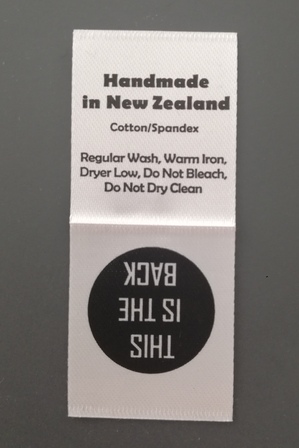 Handmade
in New Zealand
Cotton/Spandex
Regular Wash, Warm Iron,
Dryer Low, Do Not Bleach,
Do Not Dry Clean
THIS
IS THE
BACK